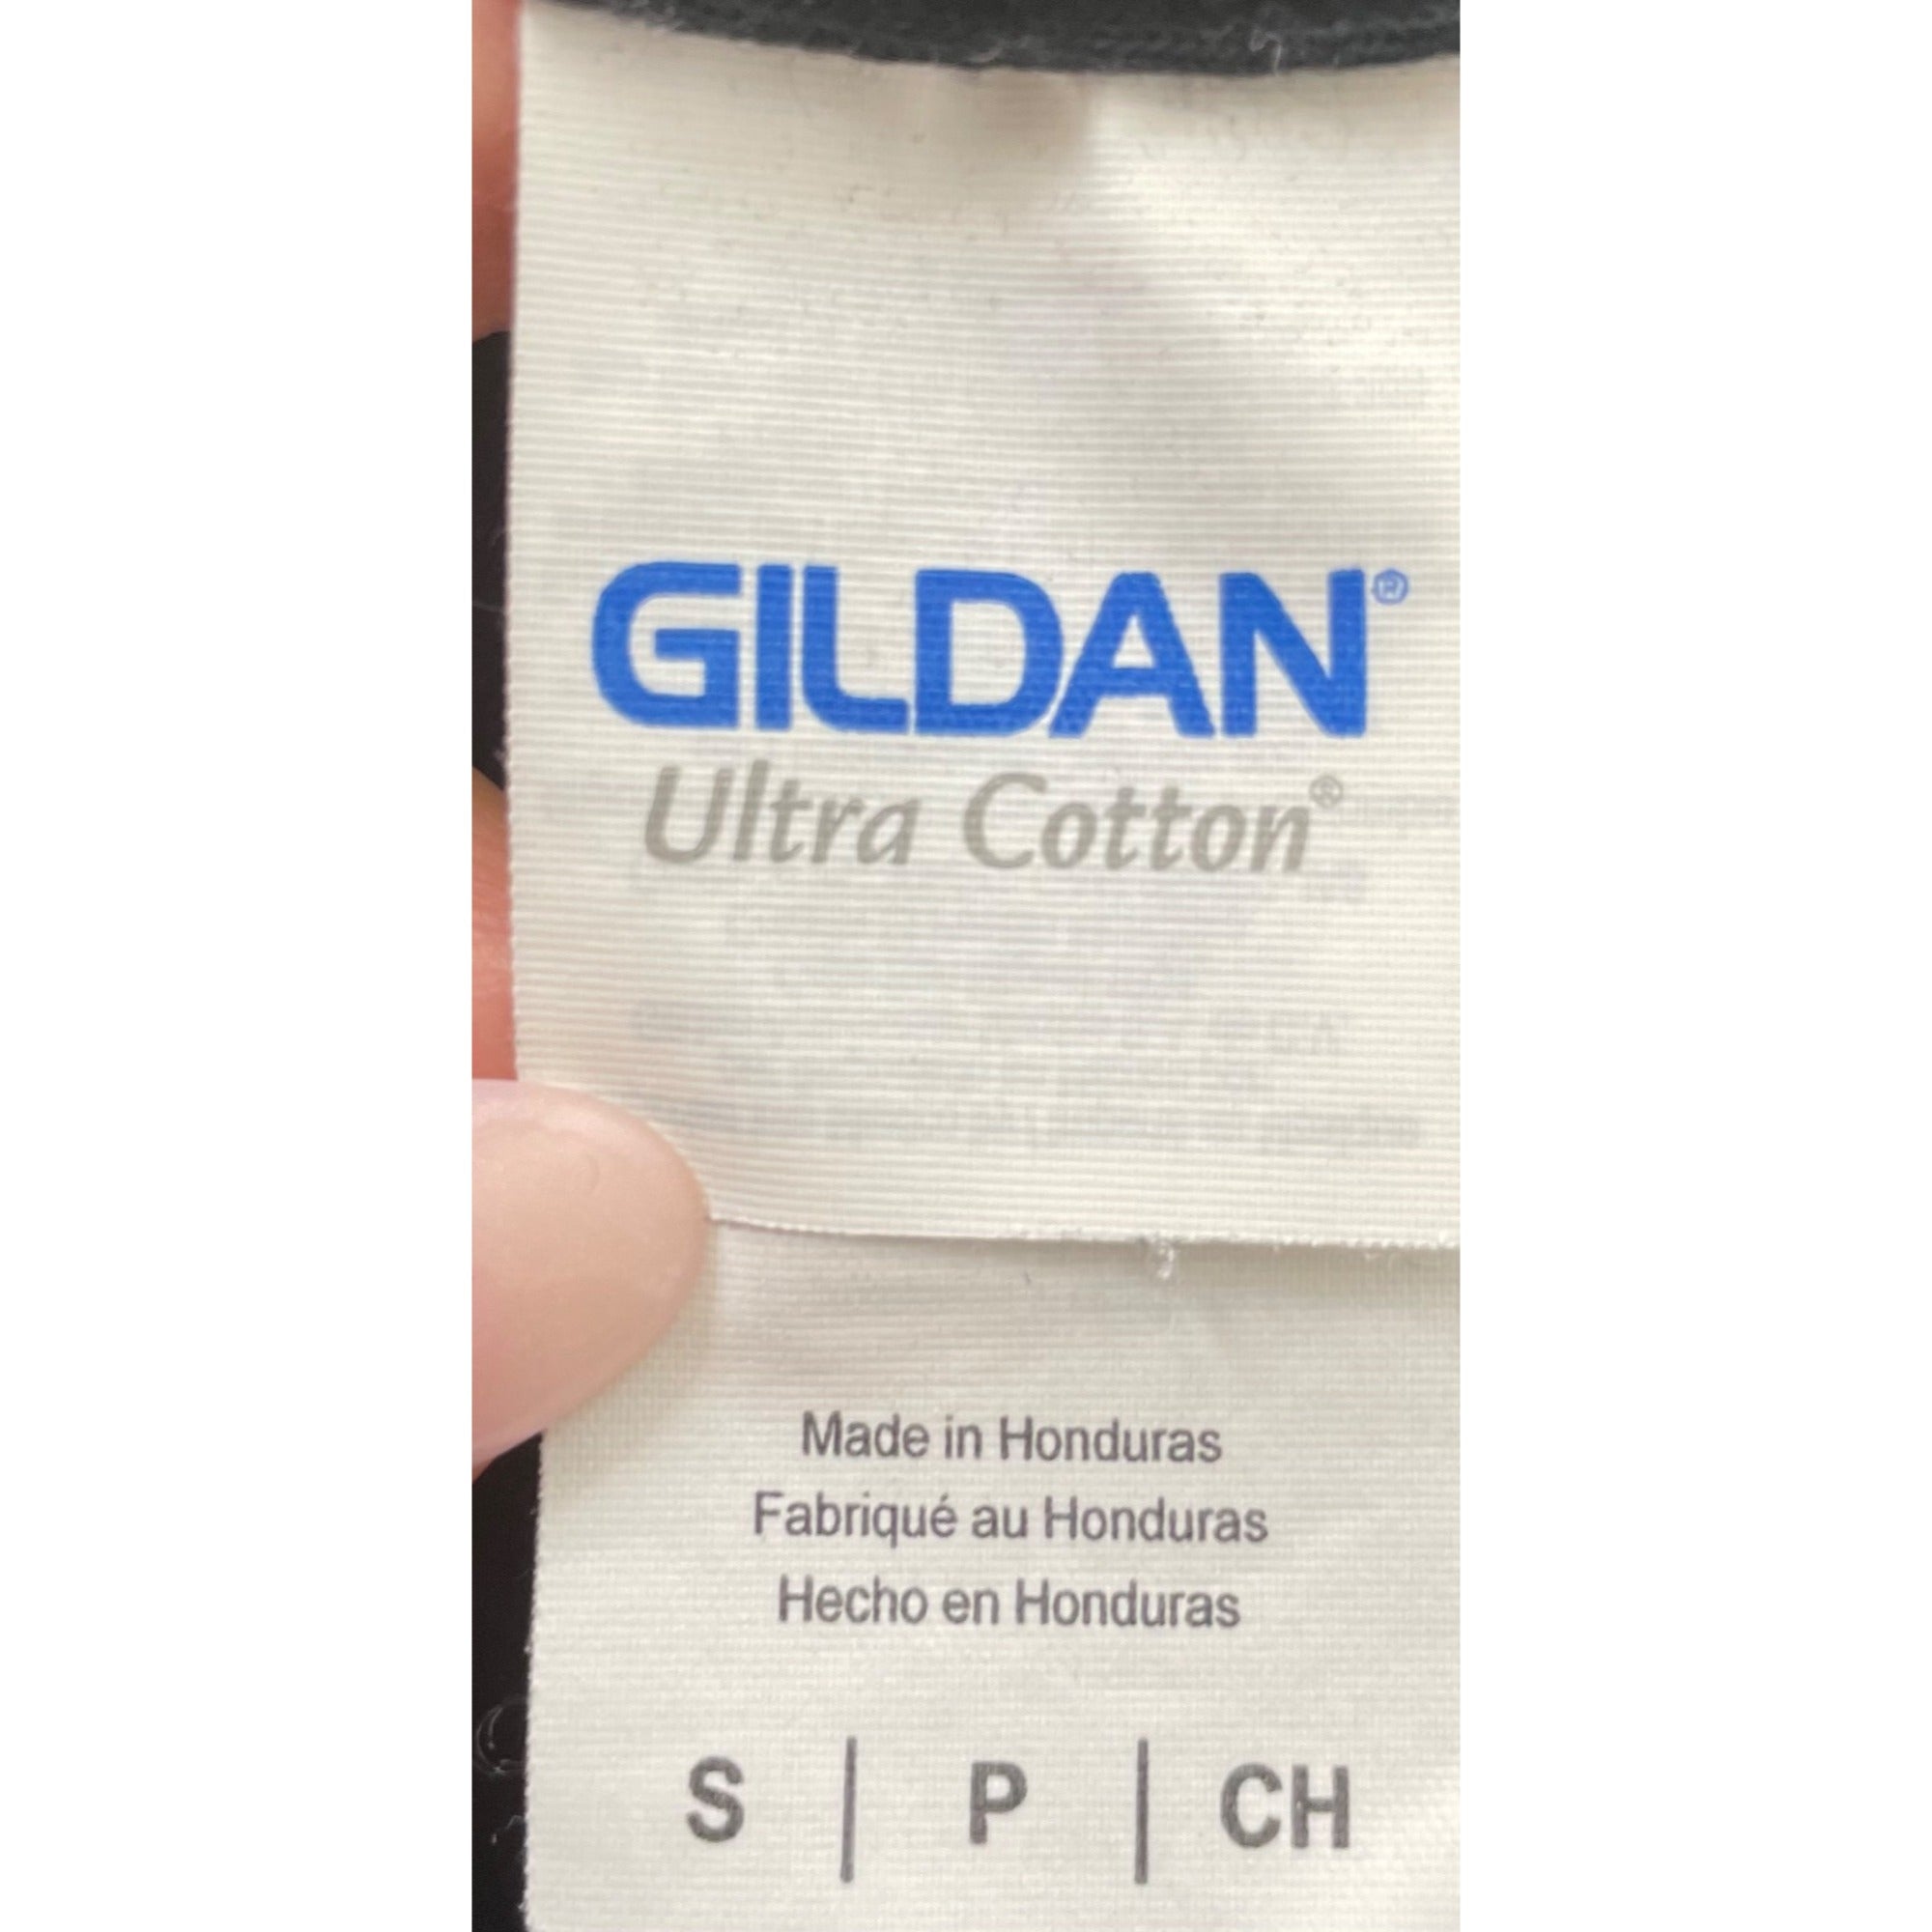 GILDAN®
Ultra Cotton®
Made in Honduras
Fabriqué au Honduras
Hecho en Honduras
S | P | CH